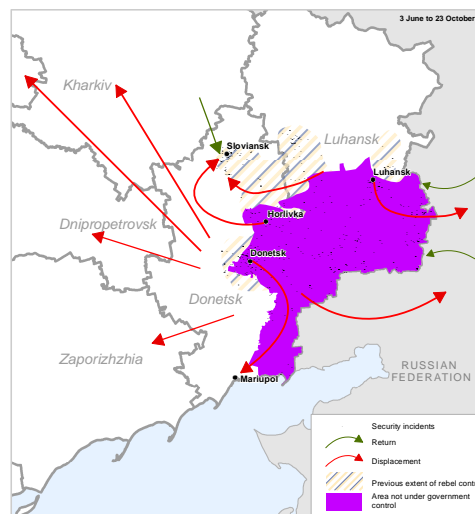 3 June to 23 October
Kharkiv
Sloviansk
Luhansk
Luhansk
Horlivka
Dnipropetrovsk
Donetsk
Donetsk
Zaporizhzhia
Mariupol
RUSSIAN
FEDERATION
Security incidents
Return
Displacement
Previous extent of rebel cont
Area not under government
control